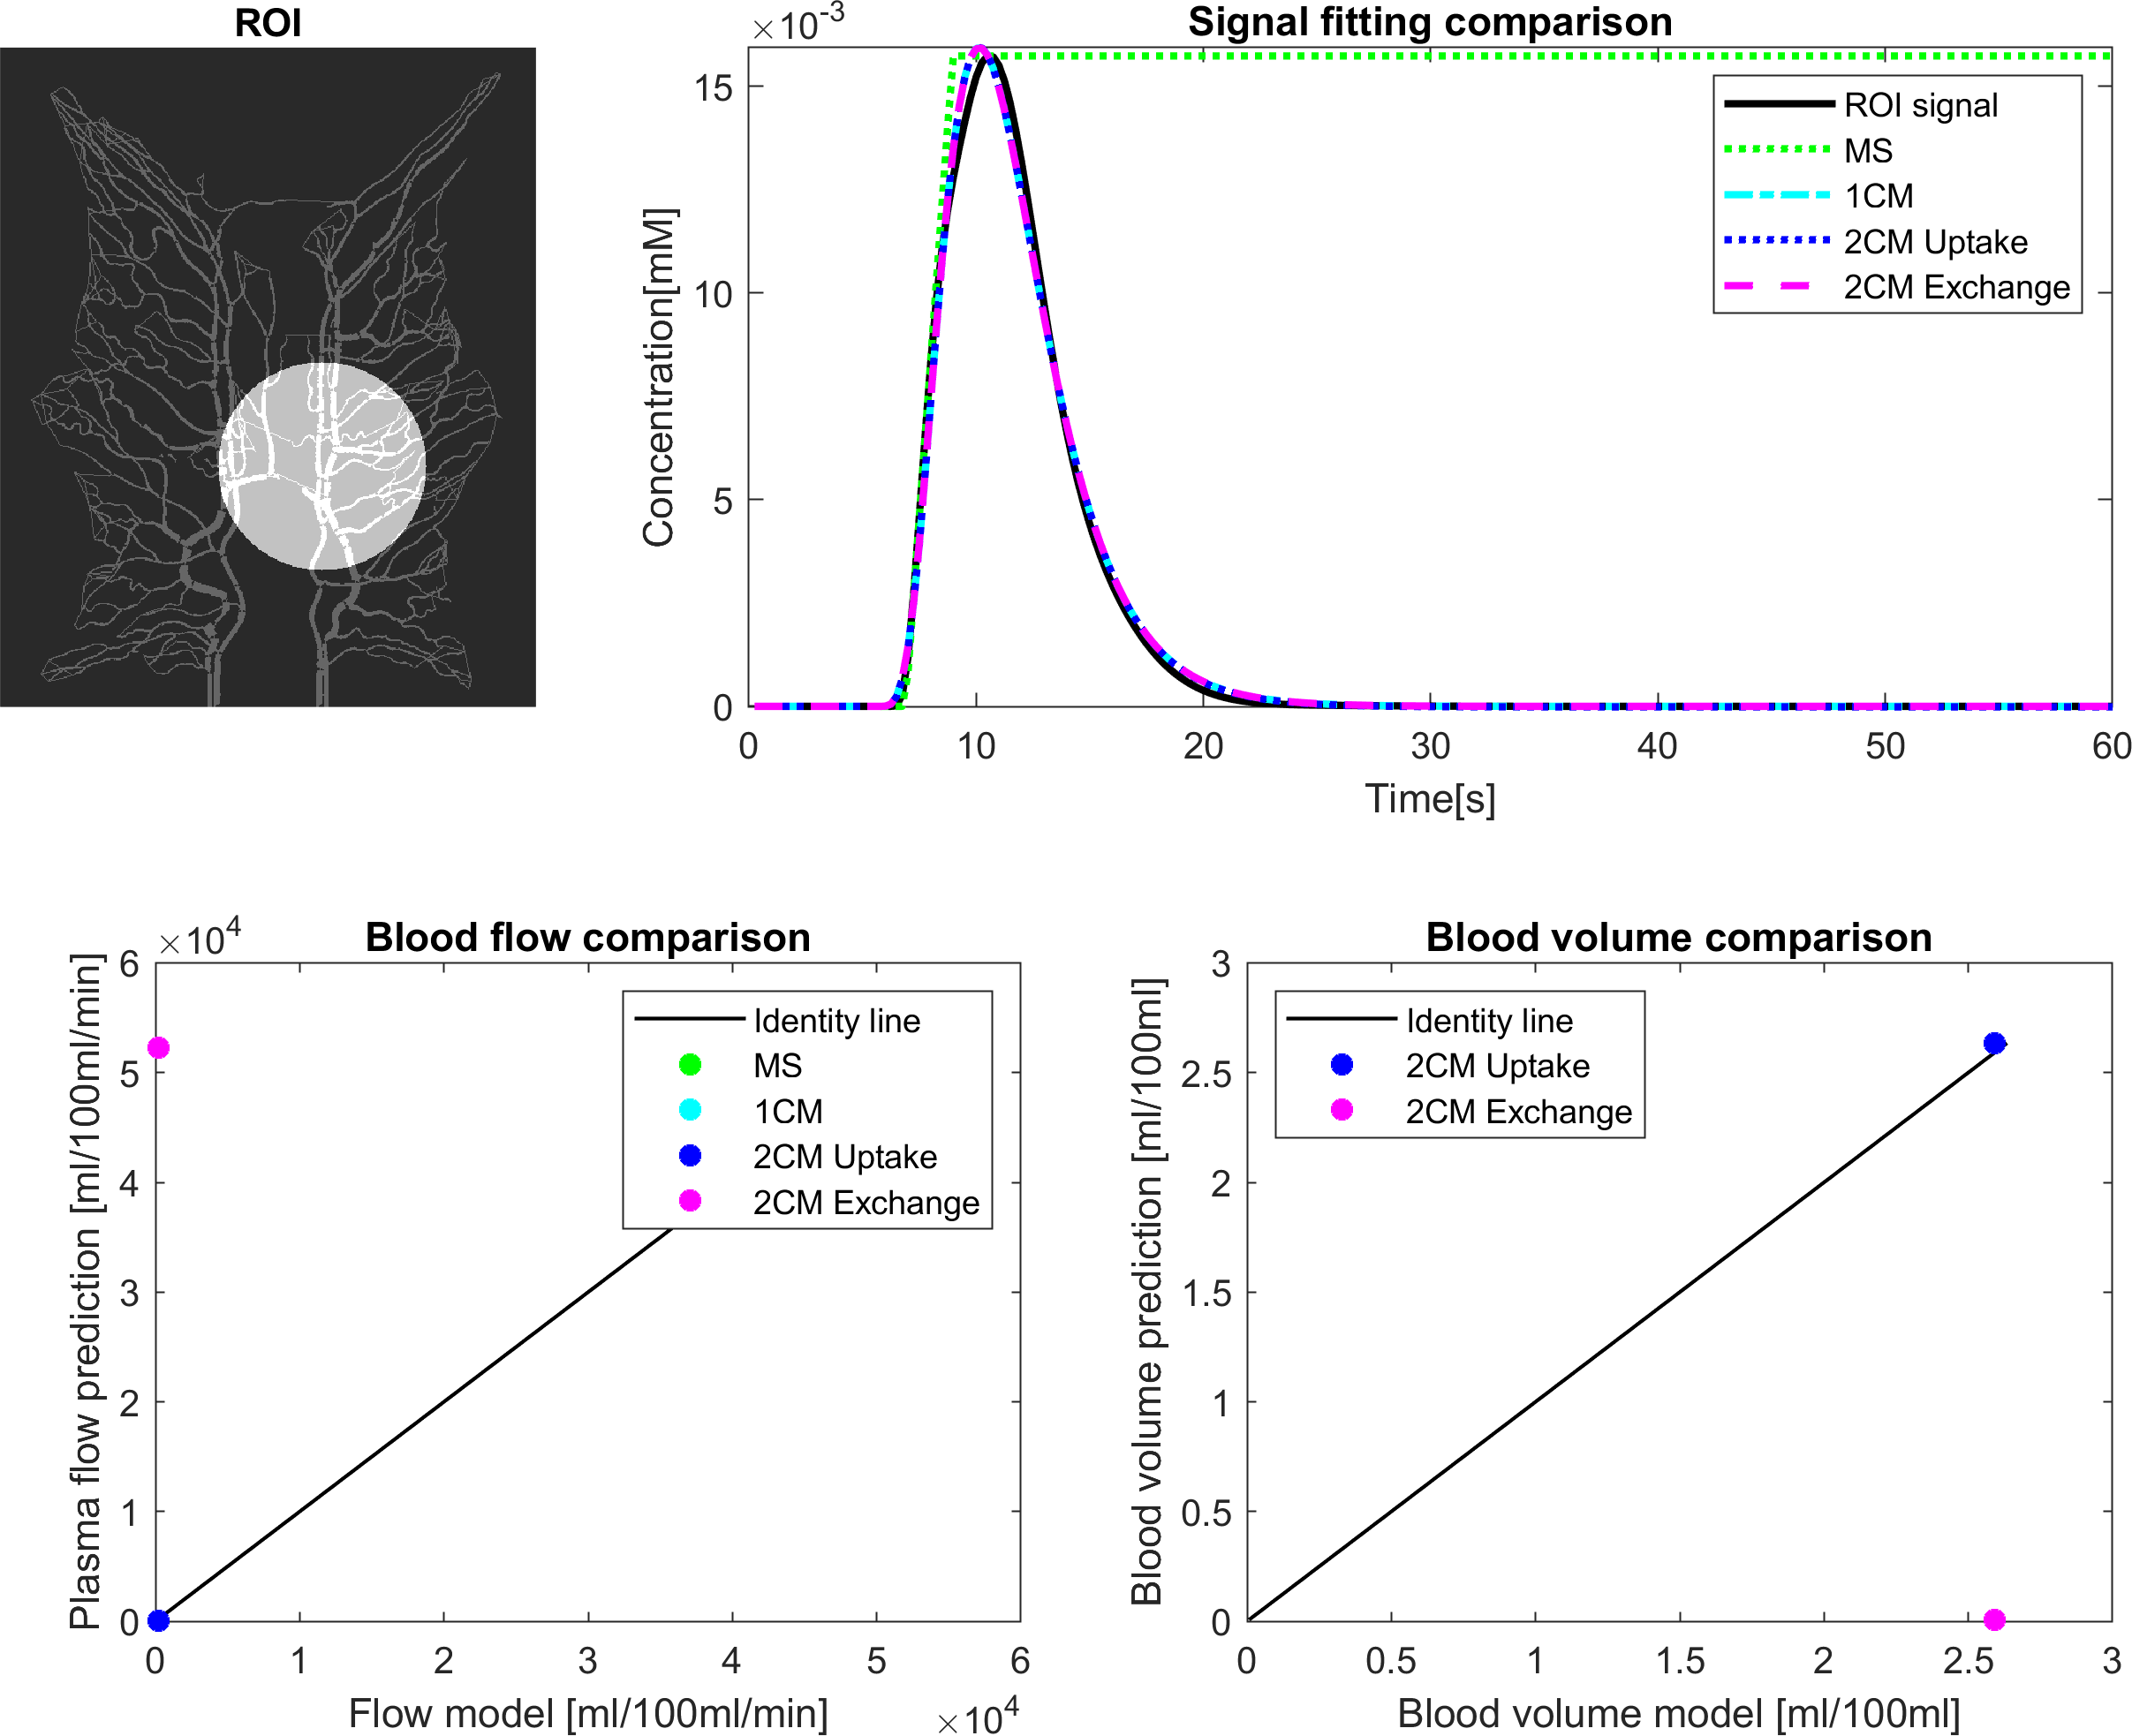 ROI
Signal fitting comparison
×10-3
15
10
5
0
Concentration[mM]
0 10 20 30 40 50 60
Time[s]
ROI signal
MS
1CM
2CM Uptake
2CM Exchange
Blood flow comparison
×104
6
5
4
3
2
1
0
Plasma flow prediction [ml/100ml/min]
0 1 2 3 4 5 6
Flow model [ml/100ml/min]
×104
Identity line
MS
1CM
2CM Uptake
2CM Exchange
Blood volume comparison
3
2.5
2
1.5
1
0.5
0
Blood volume prediction [ml/100ml]
0 0.5 1 1.5 2 2.5 3
Blood volume model [ml/100ml]
Identity line
2CM Uptake
2CM Exchange